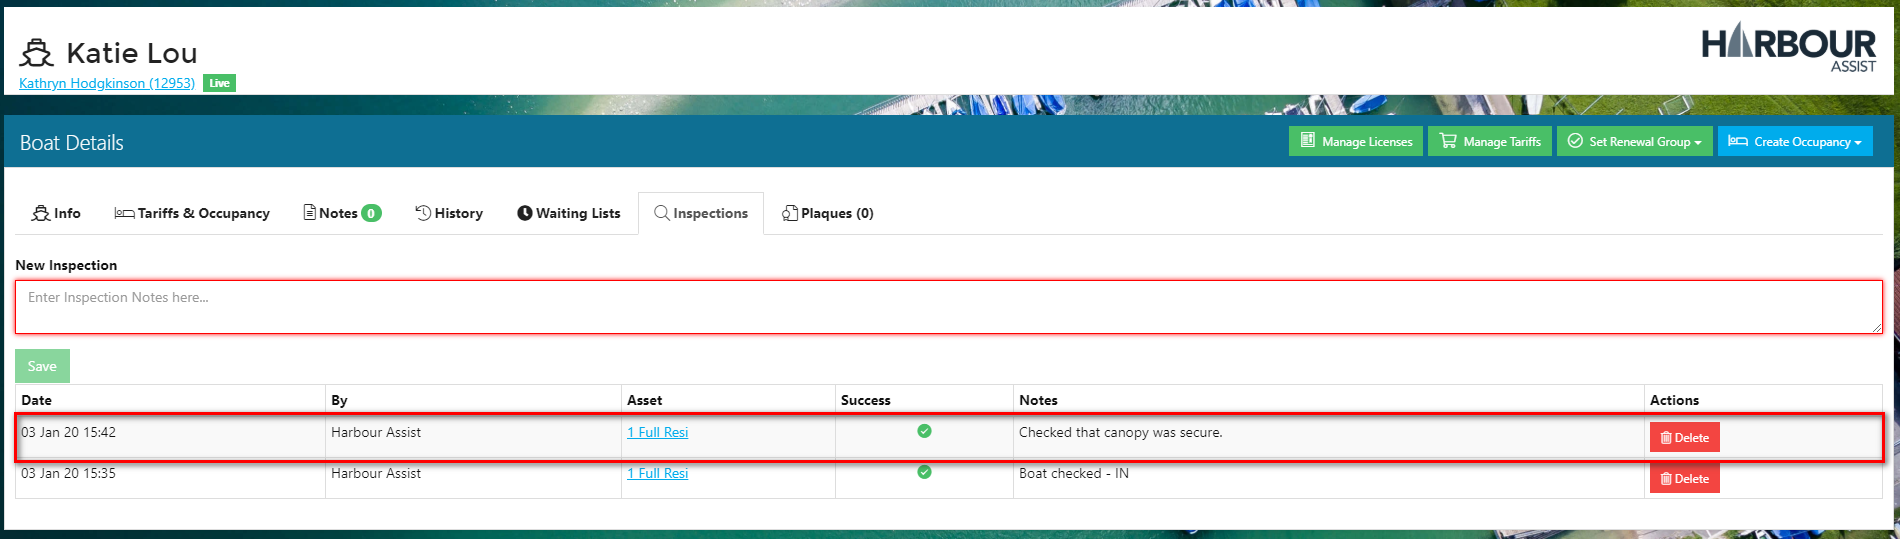 Katie Lou
Kathryn Hodgkinson (12953) Live
HARBOUR
ASSIST
Boat Details
Manage Licenses
Manage Tariffs
Set Renewal Group
Create Occupancy
Info
Tariffs & Occupancy
Notes 0
History
Waiting Lists
Inspections
Plaques (0)
New Inspection
Enter Inspection Notes here...
Save
Date By Asset Success Notes Actions
03 Jan 20 15:42 Harbour Assist 1 Full Resi Checked that canopy was secure. Delete
03 Jan 20 15:35 Harbour Assist 1 Full Resi Boat checked - IN Delete